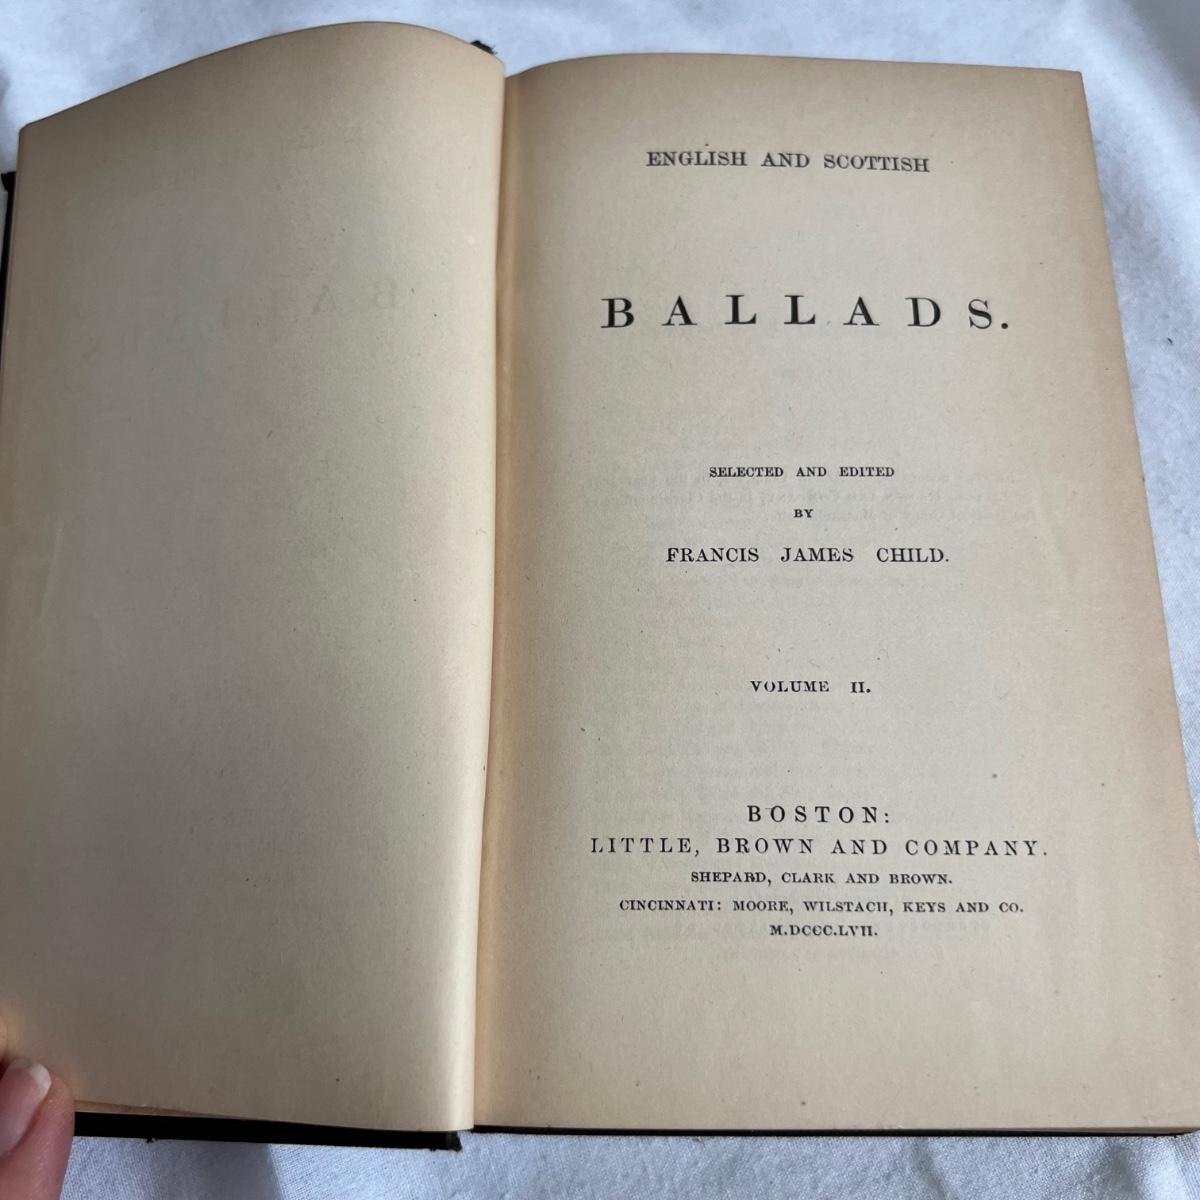 ENGLISH AND SCOTTISH
BALLADS.
SELECTED AND EDITED
BY
FRANCIS JAMES CHILD.
VOLUME II.
BOSTON:
LITTLE, BROWN AND COMPANY.
SHEPARD, CLARK AND BROWN.
CINCINNATI: MOORE, WILSTACH, KEYS AND CO.
M.DCCC.LVII.